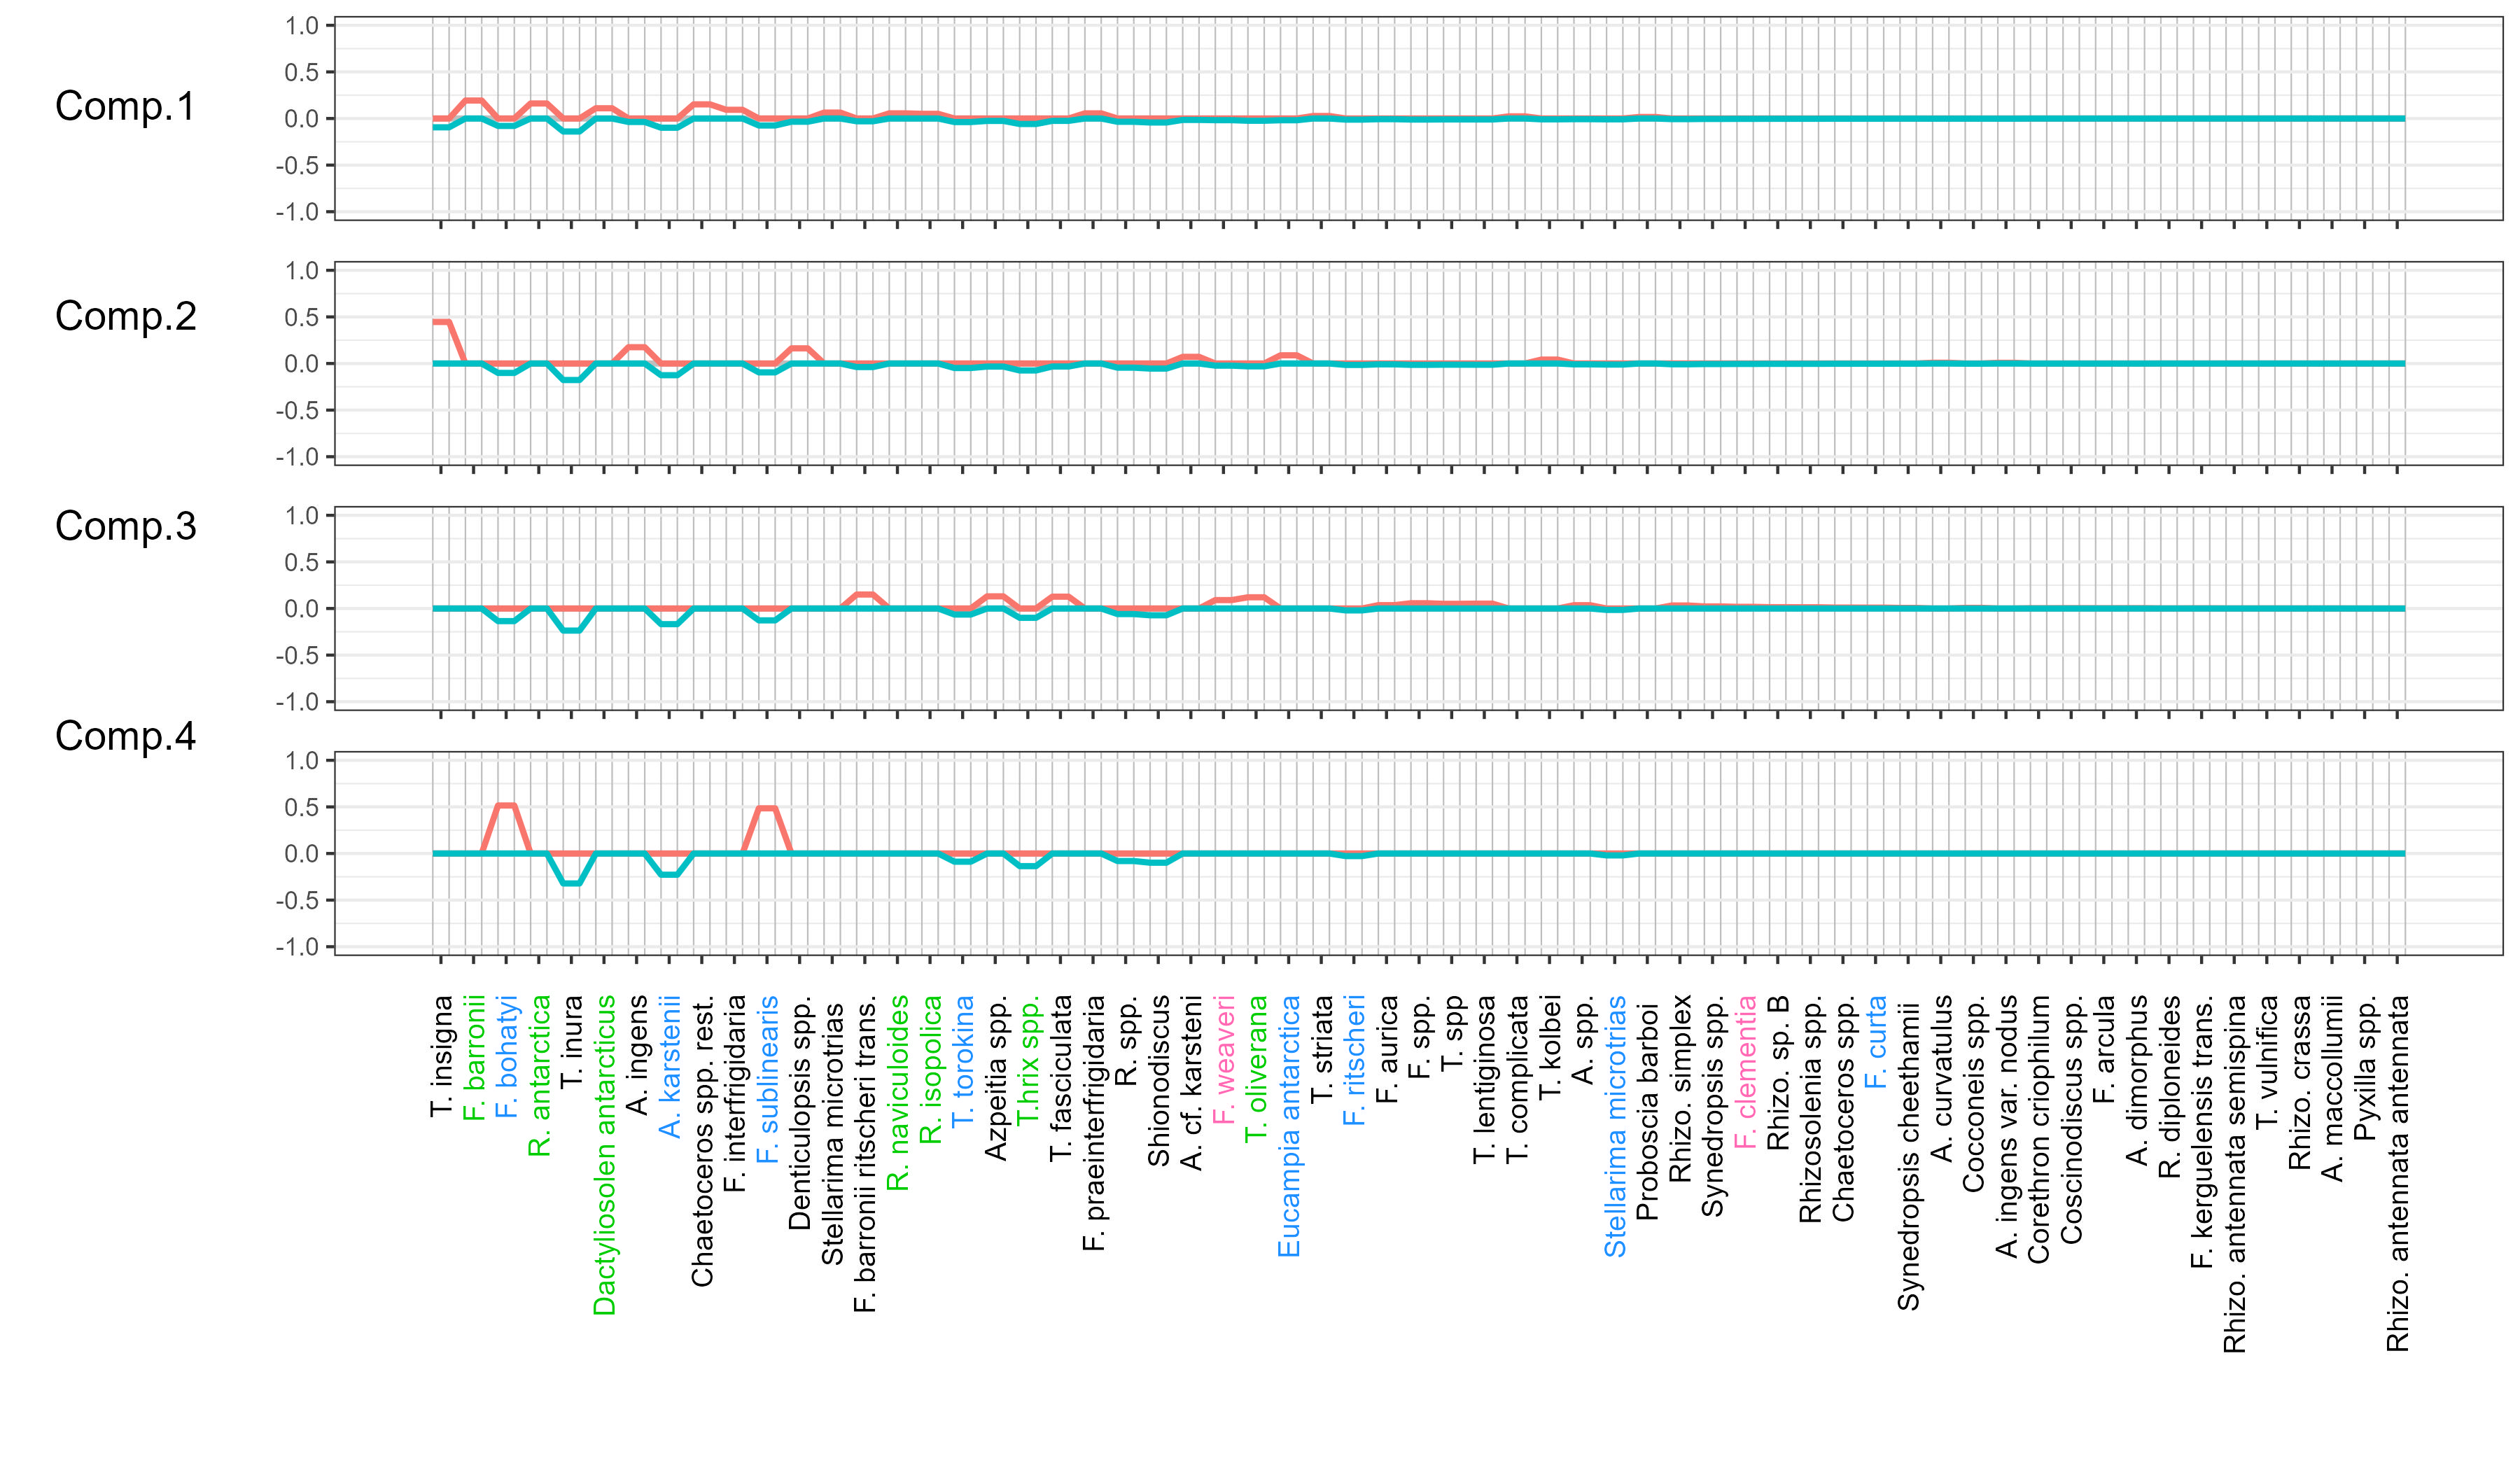 Comp.1
1.0
0.5
0.0
-0.5
-1.0
Comp.2
1.0
0.5
0.0
-0.5
-1.0
Comp.3
1.0
0.5
0.0
-0.5
-1.0
Comp.4
1.0
0.5
0.0
-0.5
-1.0
T. insigna
F. barronii
F. bohatyi
R. antarctica
T. inura
Dactyliosolen antarcticus
A. ingens
A. karstenii
Chaetoceros spp. rest.
F. interfrigidaria
F. sublinearis
Denticulopsis spp.
Stellarima microtrias
F. barronii ritscheri trans.
R. naviculoides
R. isopolica
T. torokina
Azpeitia spp.
T.hrix spp.
T. fasciculata
F. praeinterfrigidaria
R. spp.
Shionodiscus
A. cf. karsteni
F. weaveri
T. oliverana
Eucampia antarctica
T. striata
F. ritscheri
F. aurica
F. spp.
T. spp
T. lentiginosa
T. complicata
T. kolbei
A. spp.
Stellarima microtrias
Proboscia barboi
Rhizo. simplex
Synedropsis spp.
F. clementia
Rhizo. sp. B
Rhizosolenia spp.
Chaetoceros spp.
F. curta
Synedropsis cheethamii
A. curvatulus
Cocconeis spp.
A. ingens var. nodus
Corethron criophilum
Coscinodiscus spp.
F. arcula
A. dimorphus
R. diploneides
F. kerguelensis trans.
Rhizo. antennata semispina
T. vulnifica
Rhizo. crassa
A. maccollumii
Pyxilla spp.
Rhizo. antennata antennata